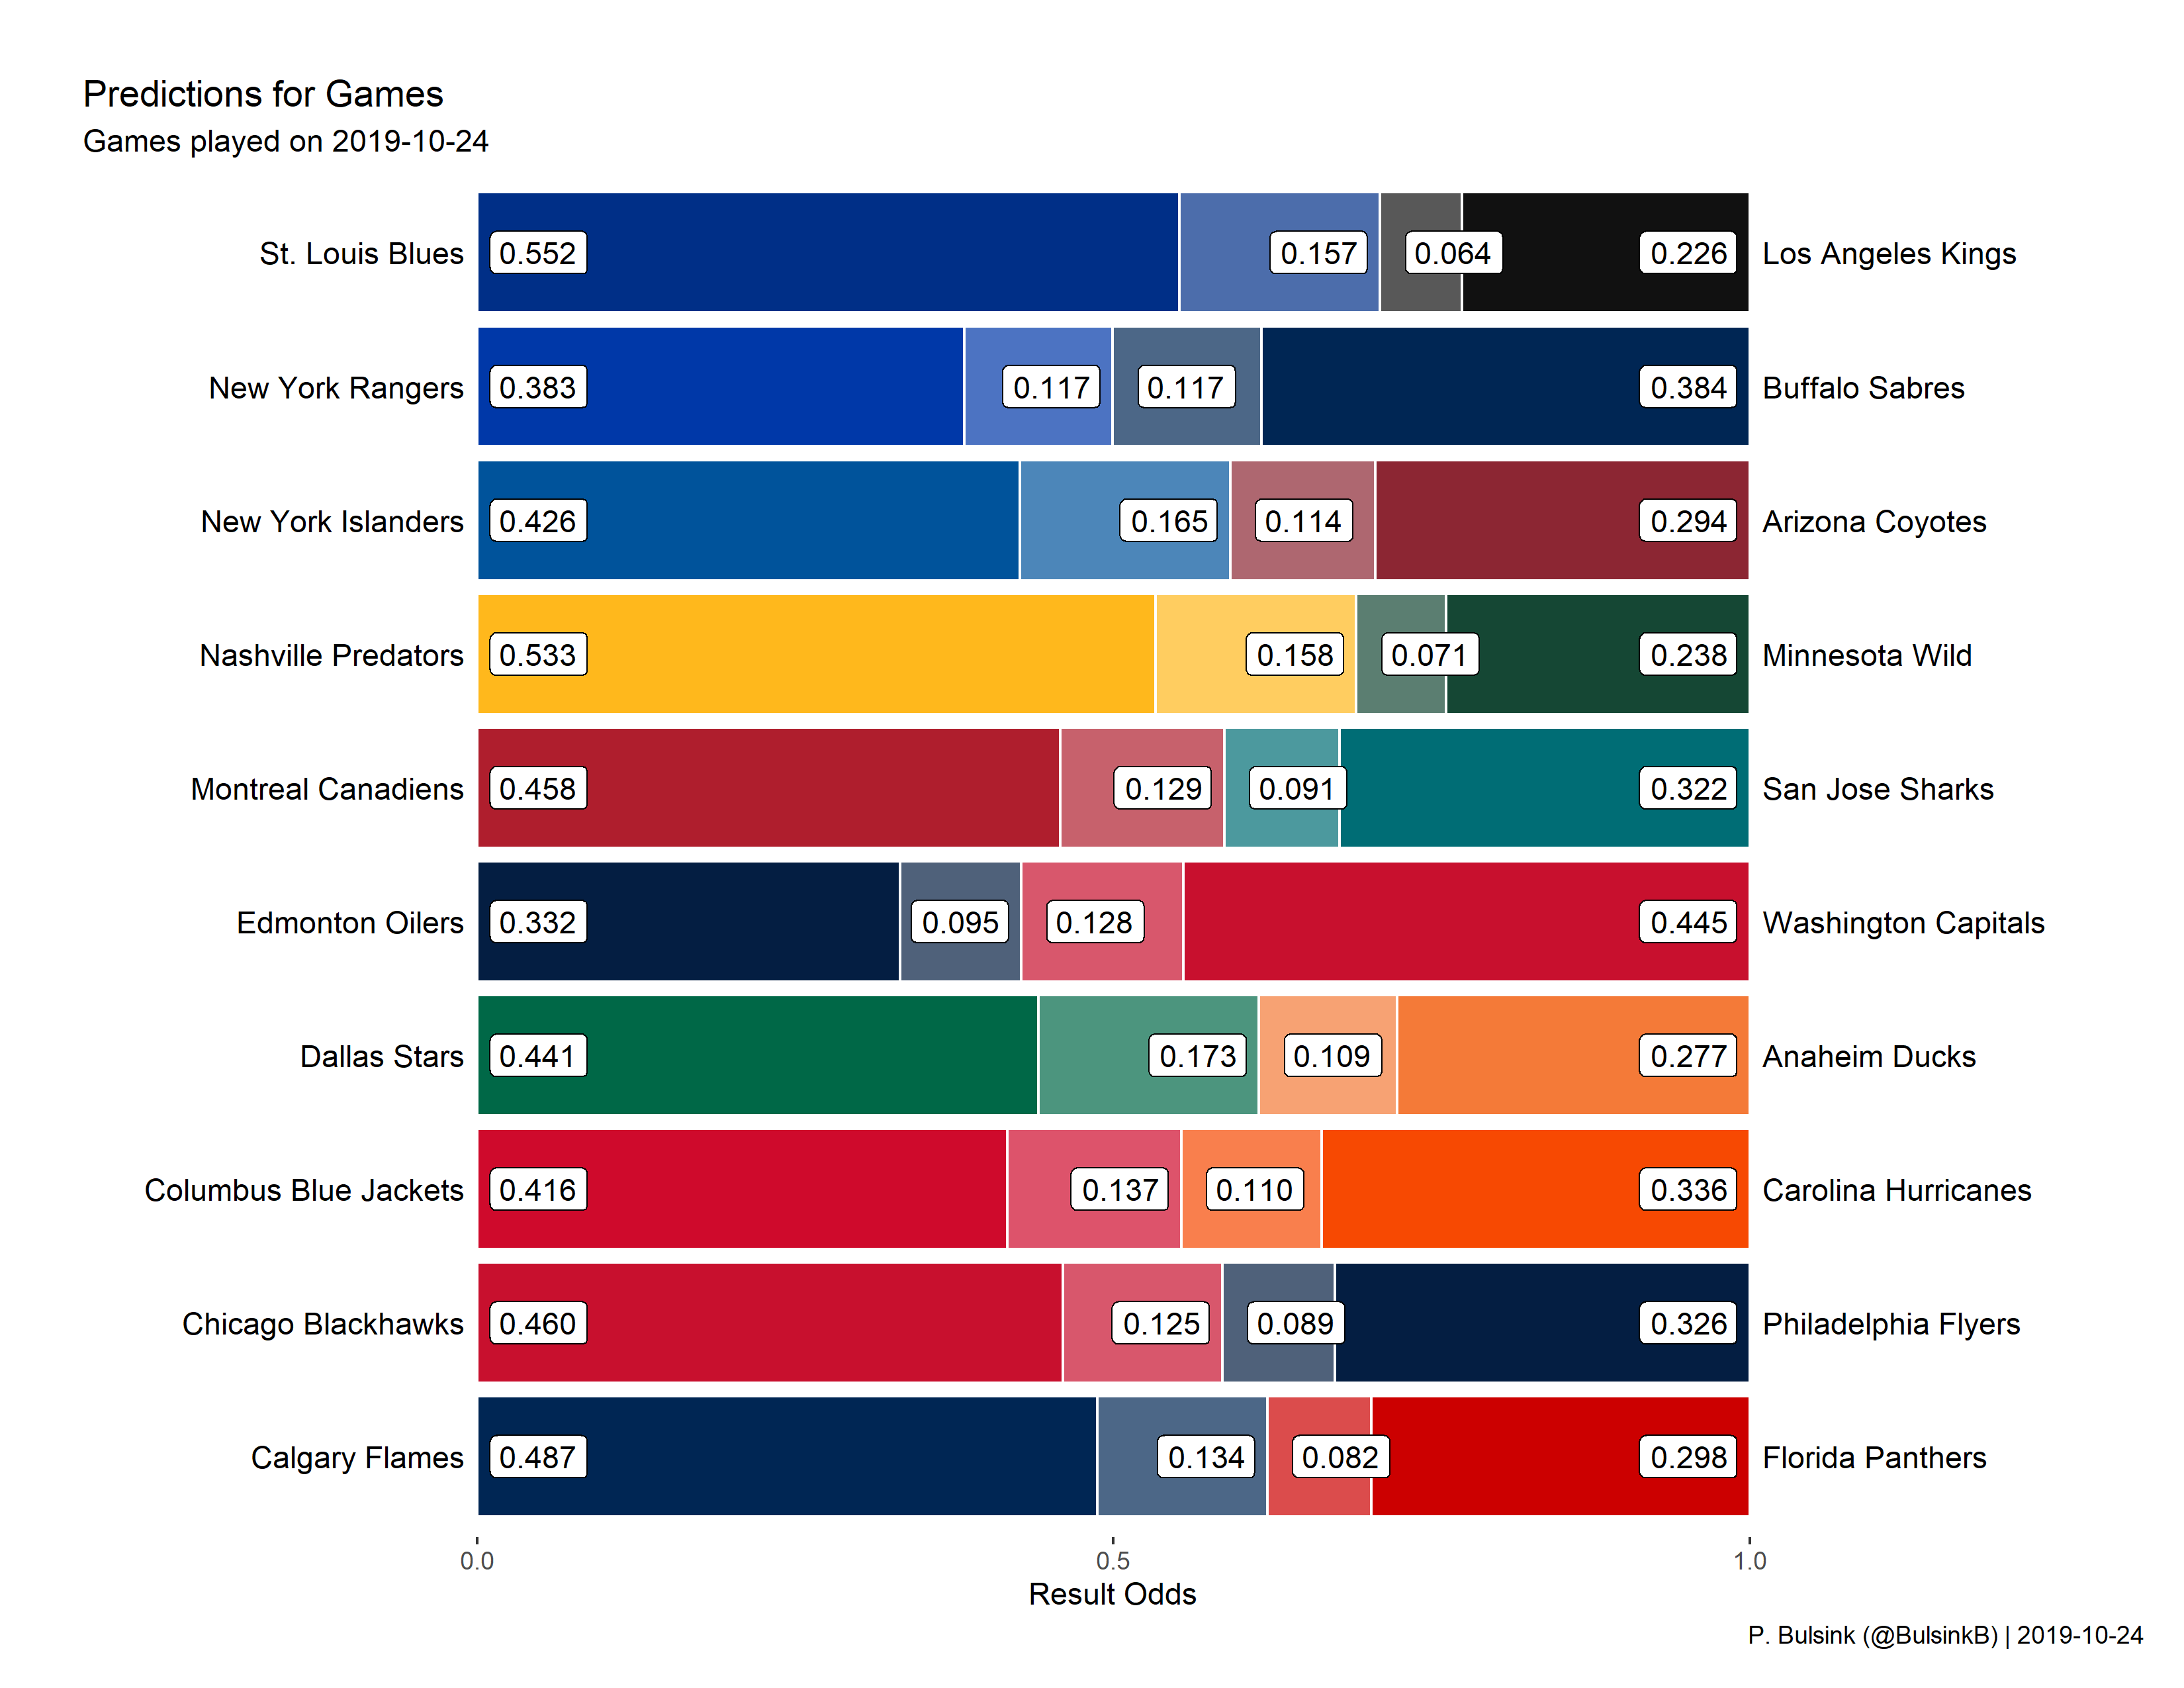 Predictions for Games
Games played on 2019-10-24
St. Louis Blues 0.552 0.157 0.064 0.226 Los Angeles Kings
New York Rangers 0.383 0.117 0.117 0.384 Buffalo Sabres
New York Islanders 0.426 0.165 0.114 0.294 Arizona Coyotes
Nashville Predators 0.533 0.158 0.071 0.238 Minnesota Wild
Montreal Canadiens 0.458 0.129 0.091 0.322 San Jose Sharks
Edmonton Oilers 0.332 0.095 0.128 0.445 Washington Capitals
Dallas Stars 0.441 0.173 0.109 0.277 Anaheim Ducks
Columbus Blue Jackets 0.416 0.137 0.110 0.336 Carolina Hurricanes
Chicago Blackhawks 0.460 0.125 0.089 0.326 Philadelphia Flyers
Calgary Flames 0.487 0.134 0.082 0.298 Florida Panthers
0.0 0.5 1.0
Result Odds
P. Bulsink (@BulsinkB) | 2019-10-24